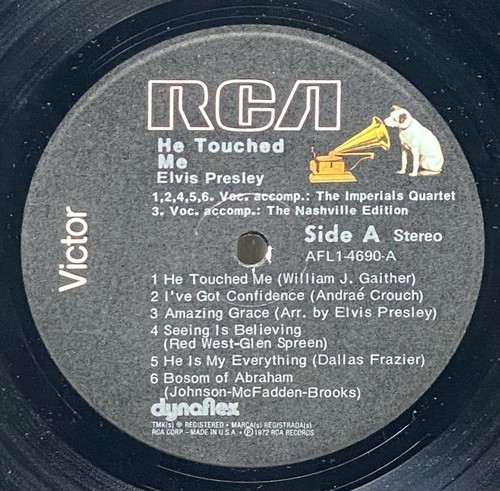 RCA
He Touched
Me
Elvis Presley
1,2,4,5,6. Voc. accomp.: The Imperials Quartet
3. Voc. accomp.: The Nashville Edition
Victor
Side A Stereo
AFL1-4690-A
1 He Touched Me (William J. Gaither)
2 I've Got Confidence (Andraé Crouch)
3 Amazing Grace (Arr. by Elvis Presley)
4 Seeing Is Believing
(Red West-Glen Spreen)
5 He Is My Everything (Dallas Frazier)
6 Bosom of Abraham
(Johnson-McFadden-Brooks)
dynaflex
TMK(s) ® REGISTERED • MARCA(s) REGISTRADA(s)
RCA CORP.-MADE IN U.S.A. • ℗ 1972 RCA RECORDS